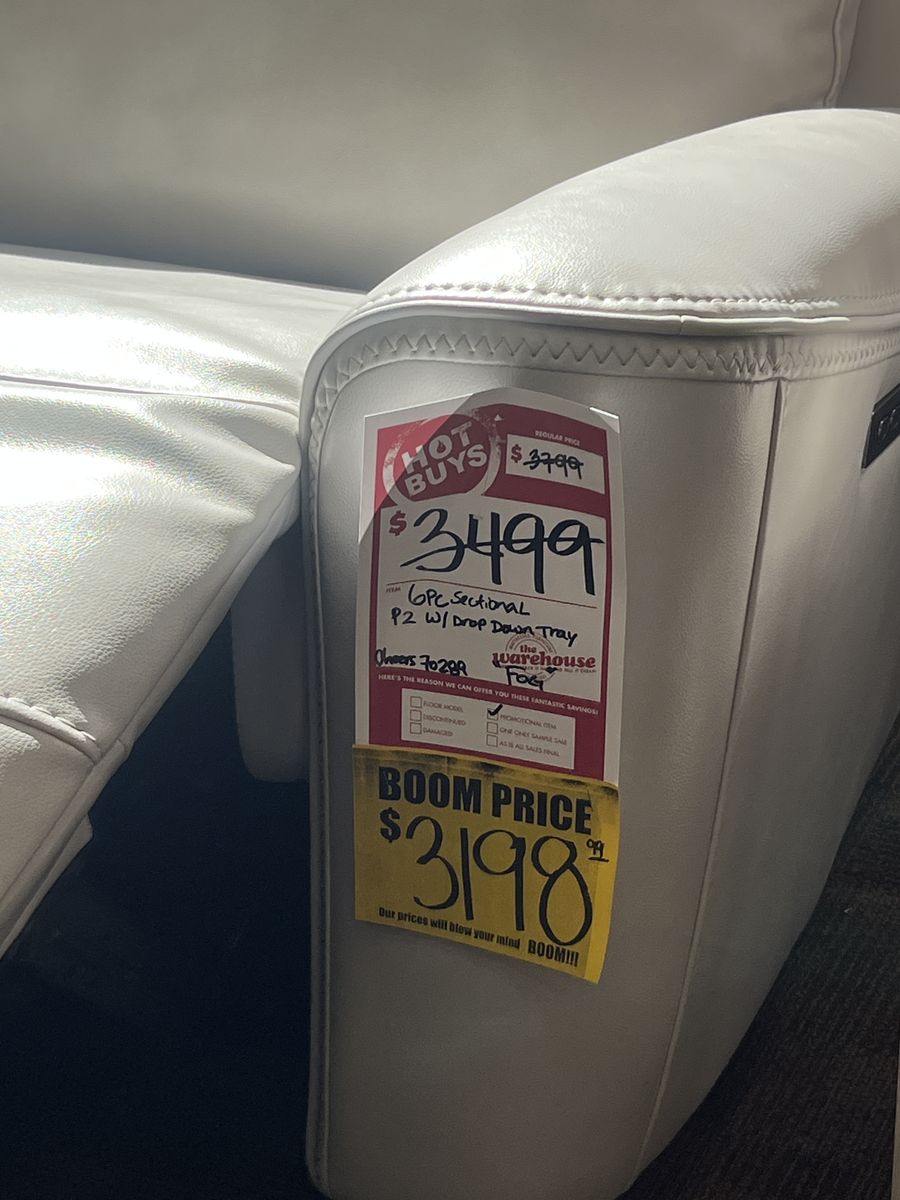 HOT
BUYS
REGULAR PRICE
$ 3799
$ 3499
ITEM 6Pc Sectional
P2 W/ Drop Down Tray
the
warehouse
Cheers 70299
"FOG"
HERE'S THE REASON WE CAN OFFER YOU THESE FANTASTIC SAVINGS!
FLOOR MODEL
DISCONTINUED
DAMAGED
✓ PROMOTIONAL ITEM
ONE ONLY SAMPLE SALE
AS IS ALL SALES FINAL
BOOM PRICE
$3198 99
Our prices will blow your mind BOOM!!!